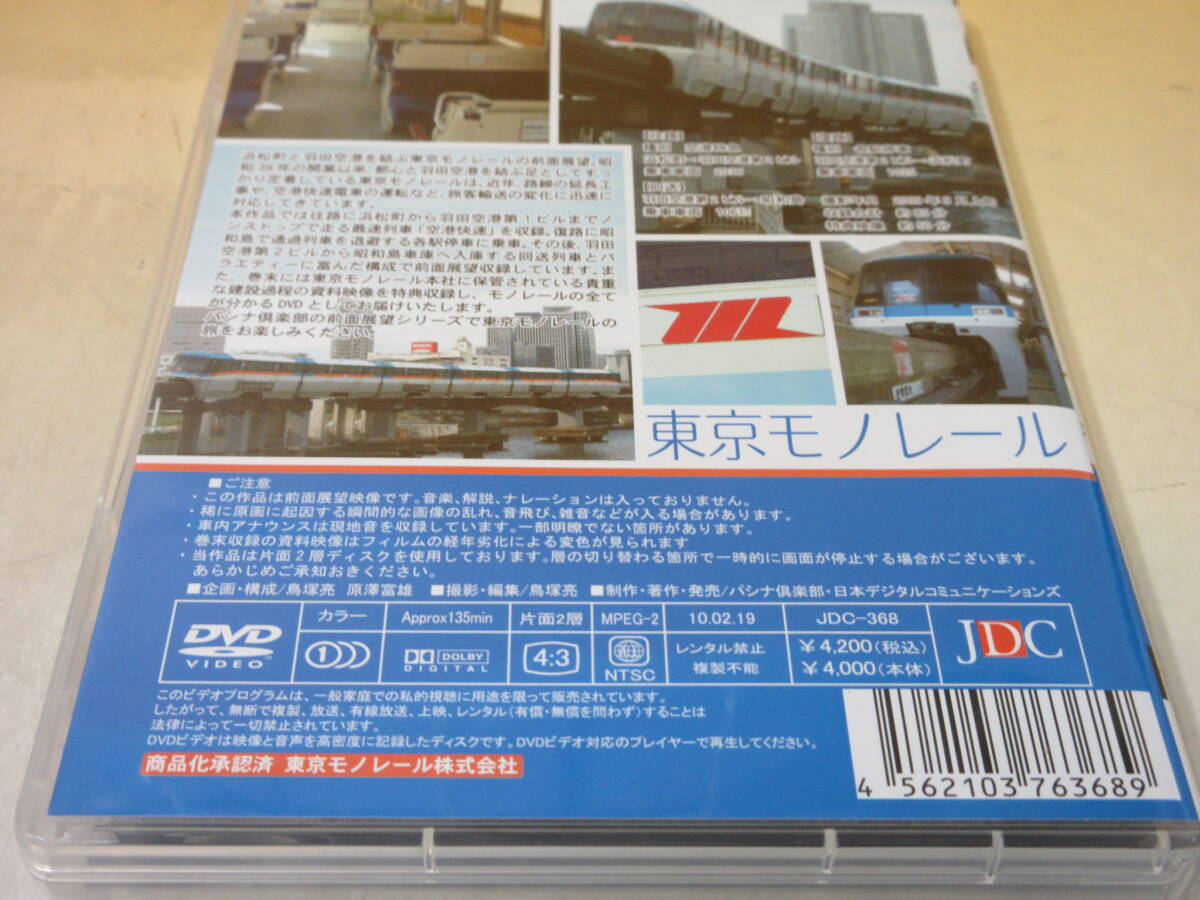 浜松町と羽田空港を結ぶ東京モノレールの前面展望。昭
和39年の開業以来、都心と羽田空港を結ぶ足としてすっ
かり定着している東京モノレールは、近年、路線の延長工
事や、空港快速電車の運転など、旅客輸送の変化に迅速に
対応してきています。
本作品では往路に浜松町から羽田空港第1ビルまでノ
ンストップで走る最速列車「空港快速」を収録。復路に昭
和島で通過列車を退避する各駅停車に乗車。その後、羽田
空港第2ビルから昭和島車庫へ入庫する回送列車とバ
ラエティーに富んだ構成で前面展望収録しています。ま
た、巻末には東京モノレール本社に保管されている貴重
な建設過程の資料映像を特典収録し、モノレールの全て
が分かるDVDとしてお届けいたします。
パシナ倶楽部の前面展望シリーズで東京モノレールの
旅をお楽しみください。
【回送】
東京モノレール
■ご注意
・この作品は前面展望映像です。音楽、解説、ナレーションは入っておりません。
・稀に原画に起因する瞬間的な画像の乱れ、音飛び、雑音などが入る場合があります。
・車内アナウンスは現地音を収録しています。一部明瞭でない箇所があります。
・巻末収録の資料映像はフィルムの経年劣化による変色が見られます
・当作品は片面2層ディスクを使用しております。層の切り替わる箇所で一時的に画面が停止する場合がございます。
あらかじめご承知おきください。
■企画・構成/鳥塚亮 原澤富雄 ■撮影・編集/鳥塚亮 ■制作・著作・発売/パシナ倶楽部・日本デジタルコミュニケーションズ
DVD VIDEO
カラー Approx135min 片面2層 MPEG-2 10.02.19 JDC-368
1 DOLBY DIGITAL 4:3 NTSC
レンタル禁止
複製不能
¥4,200(税込)
¥4,000(本体)
JDC
このビデオプログラムは、一般家庭での私的視聴に用途を限って販売されています。
したがって、無断で複製、放送、有線放送、上映、レンタル(有償・無償を問わず)することは
法律によって一切禁止されています。
DVDビデオは映像と音声を高密度に記録したディスクです。DVDビデオ対応のプレイヤーで再生してください。
商品化承認済 東京モノレール株式会社
4 562103 763689